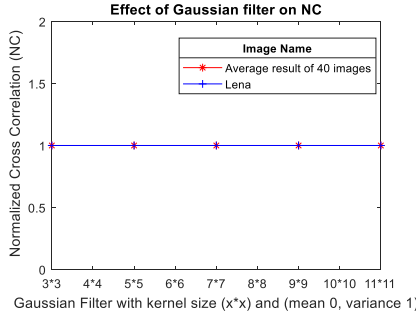 Effect of Gaussian filter on NC
Normalized Cross Correlation (NC)
2
1.5
1
0.5
0
Image Name
Average result of 40 images
Lena
3*3 4*4 5*5 6*6 7*7 8*8 9*9 10*10 11*11
Gaussian Filter with kernel size (x*x) and (mean 0, variance 1)